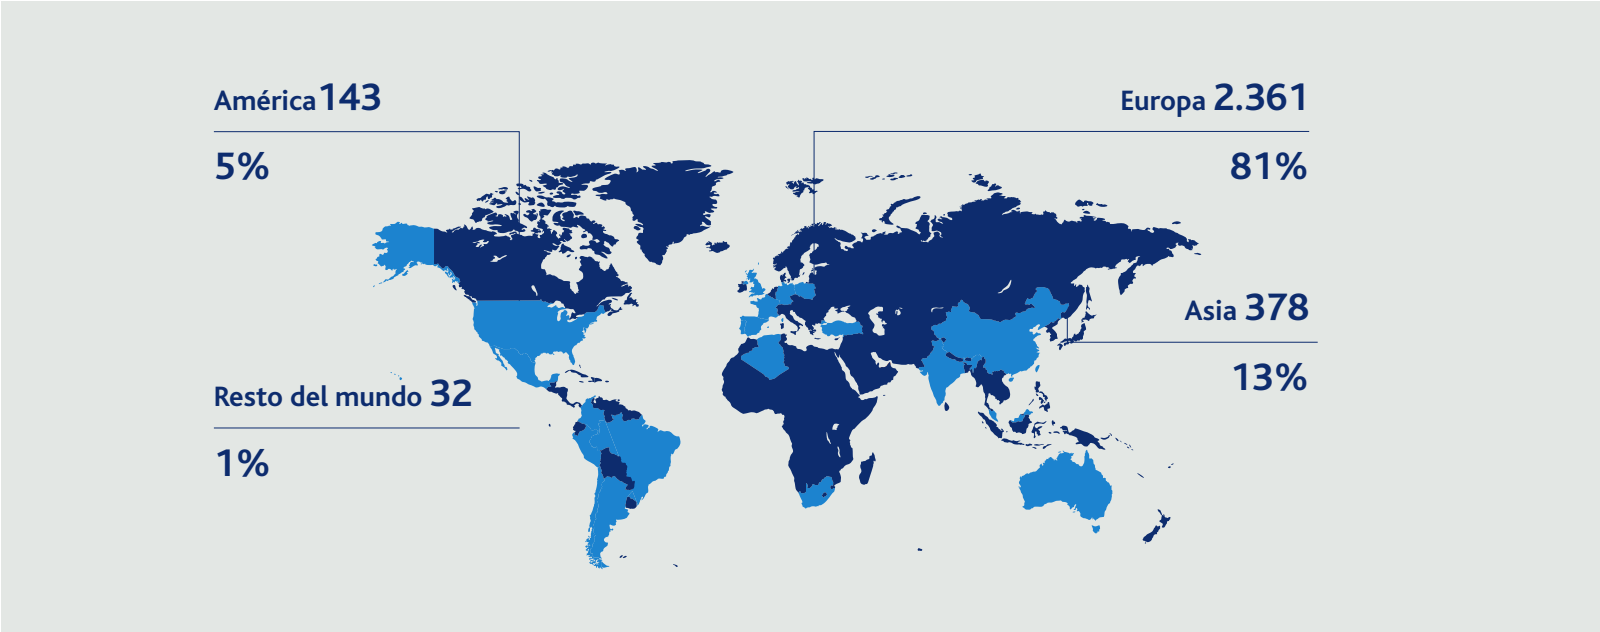 América 143
5%
Europa 2.361
81%
Asia 378
13%
Resto del mundo 32
1%